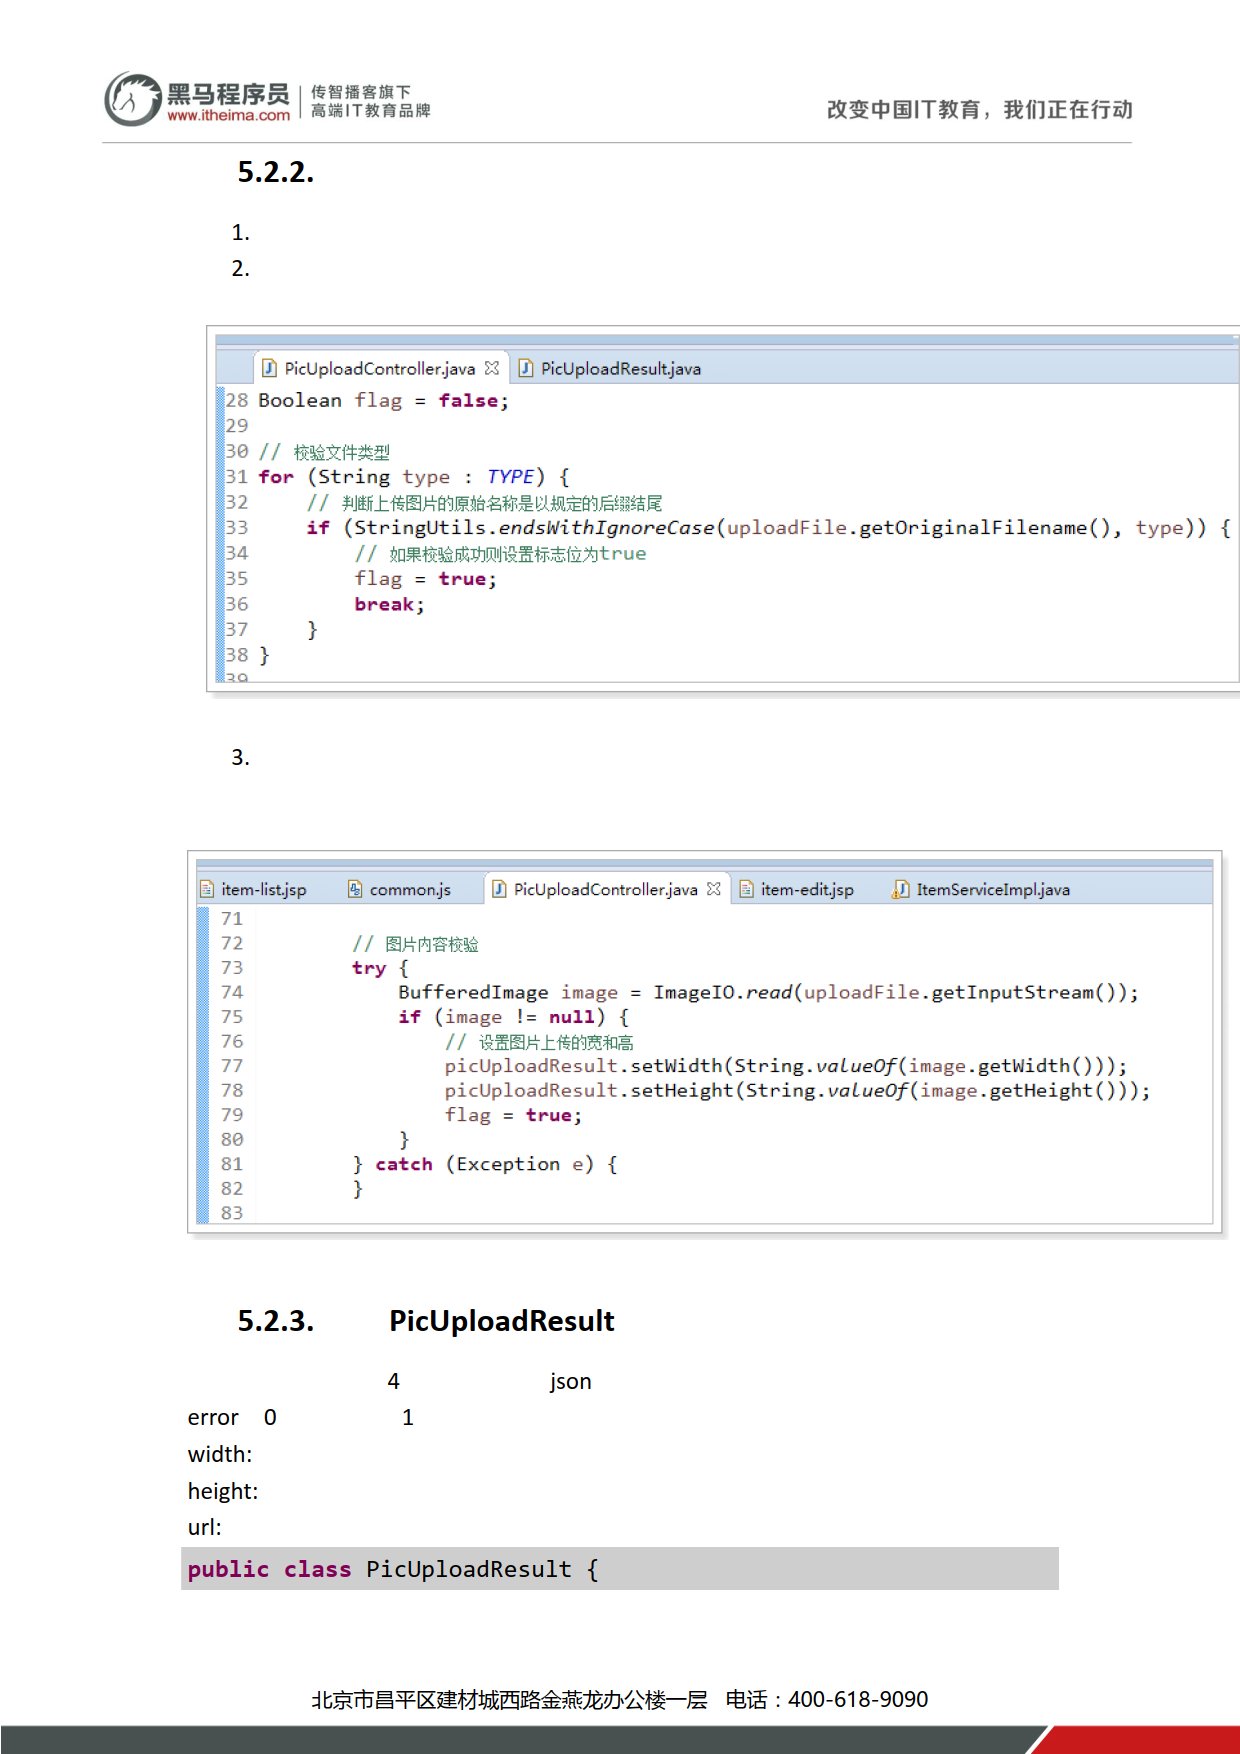 黑马程序员 传智播客旗下
www.itheima.com 高端IT教育品牌
改变中国IT教育，我们正在行动
5.2.2.
1.
2.
PicUploadController.java PicUploadResult.java
28 Boolean flag = false;
29
30 // 校验文件类型
31 for (String type : TYPE) {
32 // 判断上传图片的原始名称是以规定的后缀结尾
33 if (StringUtils.endsWithIgnoreCase(uploadFile.getOriginalFilename(), type)) {
34 // 如果校验成功则设置标志位为true
35 flag = true;
36 break;
37 }
38 }
39
3.
item-list.jsp common.js PicUploadController.java item-edit.jsp ItemServiceImpl.java
71
72 // 图片内容校验
73 try {
74 BufferedImage image = ImageIO.read(uploadFile.getInputStream());
75 if (image != null) {
76 // 设置图片上传的宽和高
77 picUploadResult.setWidth(String.valueOf(image.getWidth()));
78 picUploadResult.setHeight(String.valueOf(image.getHeight()));
79 flag = true;
80 }
81 } catch (Exception e) {
82 }
83
5.2.3. PicUploadResult
4 json
error 0 1
width:
height:
url:
public class PicUploadResult {
北京市昌平区建材城西路金燕龙办公楼一层 电话：400-618-9090